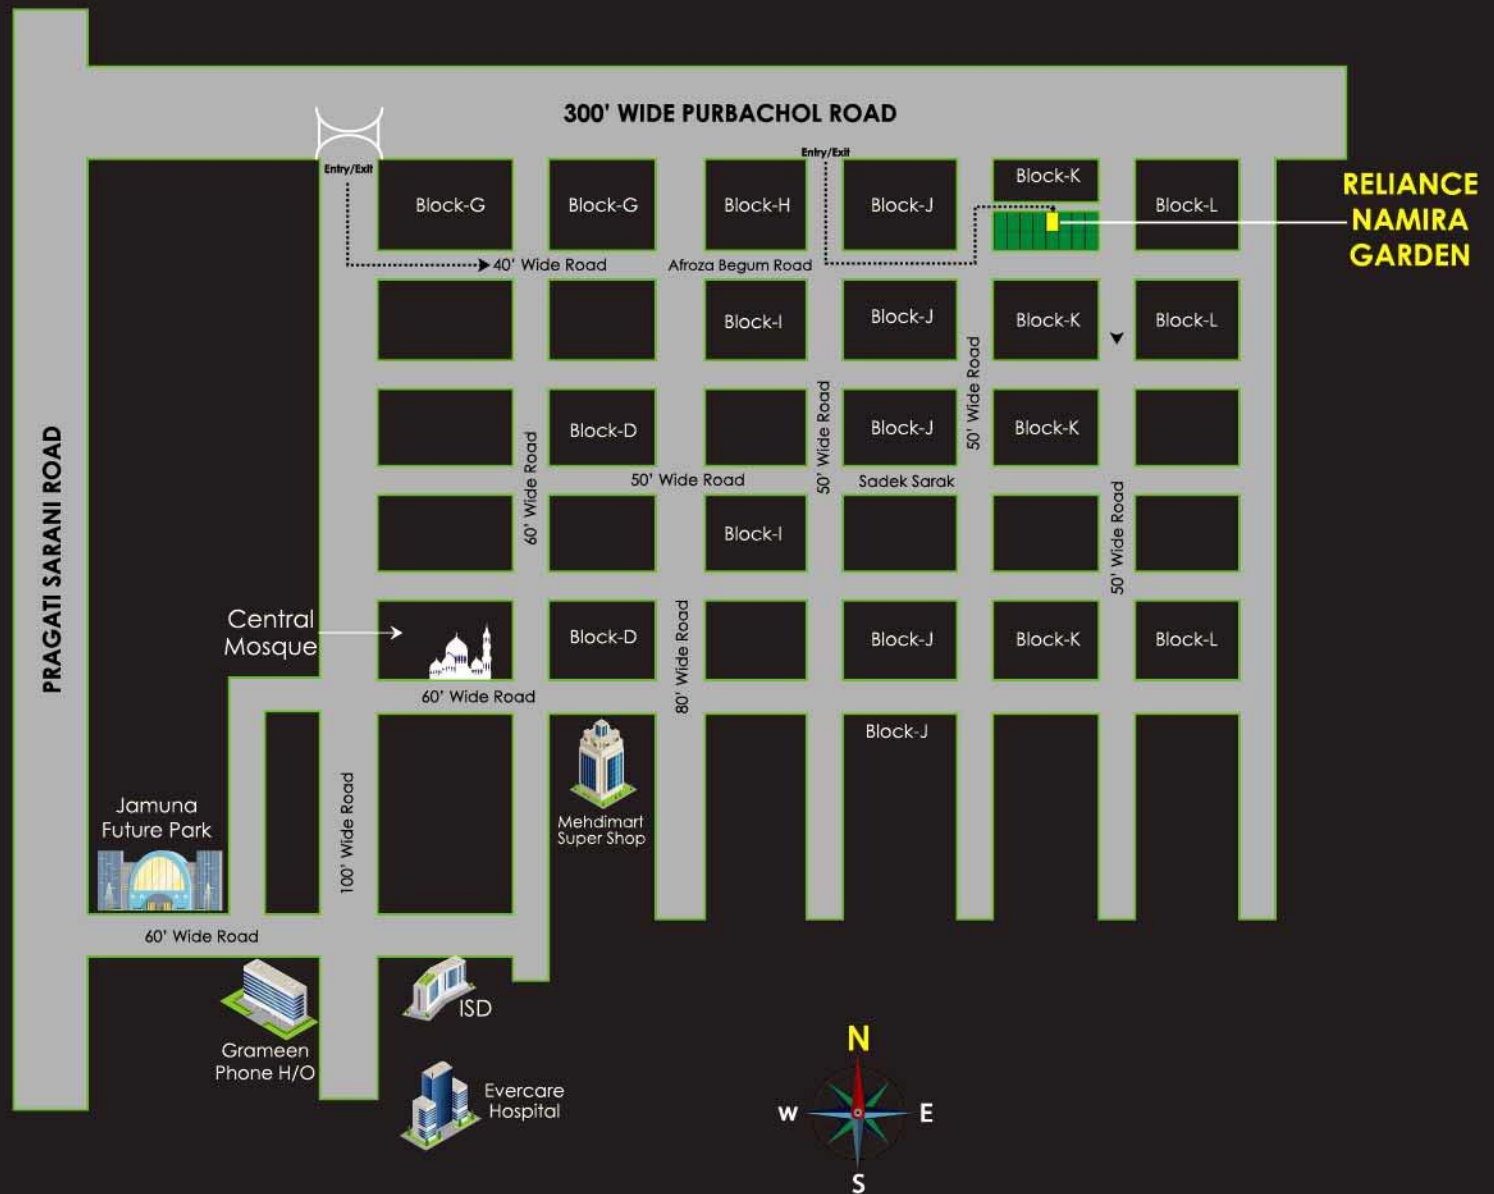 300' WIDE PURBACHOL ROAD
Entry/Exit
Entry/Exit
Block-G
Block-G
Block-H
Block-J
Block-K
Block-L
RELIANCE
NAMIRA
GARDEN
40' Wide Road
Afroza Begum Road
Block-I
Block-J
Block-K
Block-L
50' Wide Road
50' Wide Road
Block-D
Block-J
Block-K
60' Wide Road
50' Wide Road
Sadek Sarak
50' Wide Road
PRAGATI SARANI ROAD
Block-I
Central
Mosque
Block-D
80' Wide Road
Block-J
Block-K
Block-L
60' Wide Road
Block-J
100' Wide Road
Mehdimart
Super Shop
Jamuna
Future Park
60' Wide Road
ISD
Grameen
Phone H/O
Evercare
Hospital
N
W
E
S